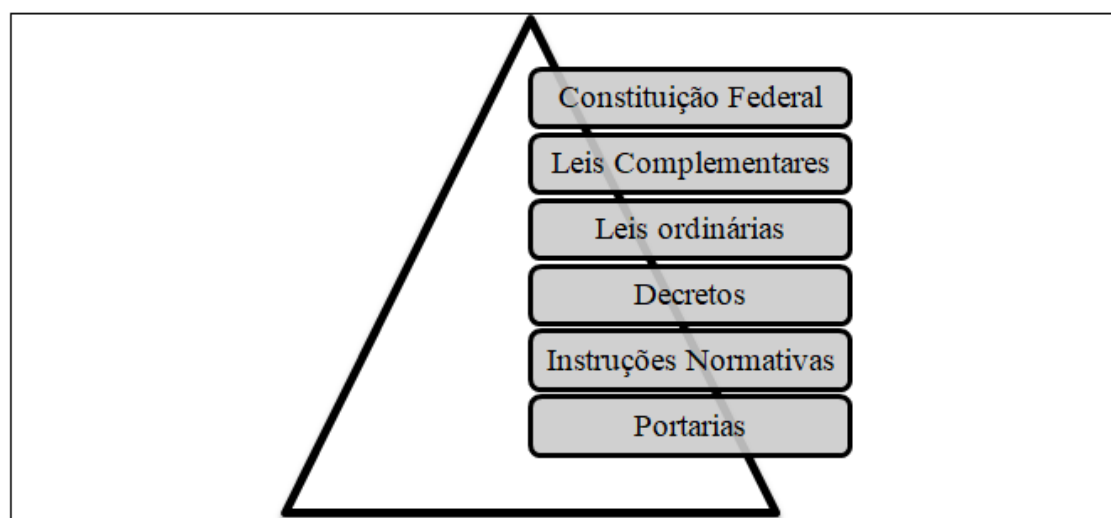 Constituição Federal
Leis Complementares
Leis ordinárias
Decretos
Instruções Normativas
Portarias